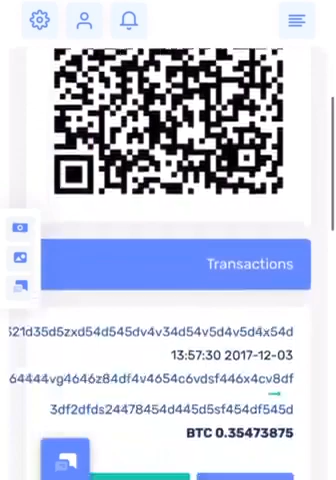 Transactions
521d35d5zxd54d545dv4v34d54v5d4v5d4x54d
13:57:30 2017-12-03
64444vg4646z84df4v4654c6vdsf446x4cv8df
3df2dfds24478454d445d5sf454df545d
BTC 0.35473875